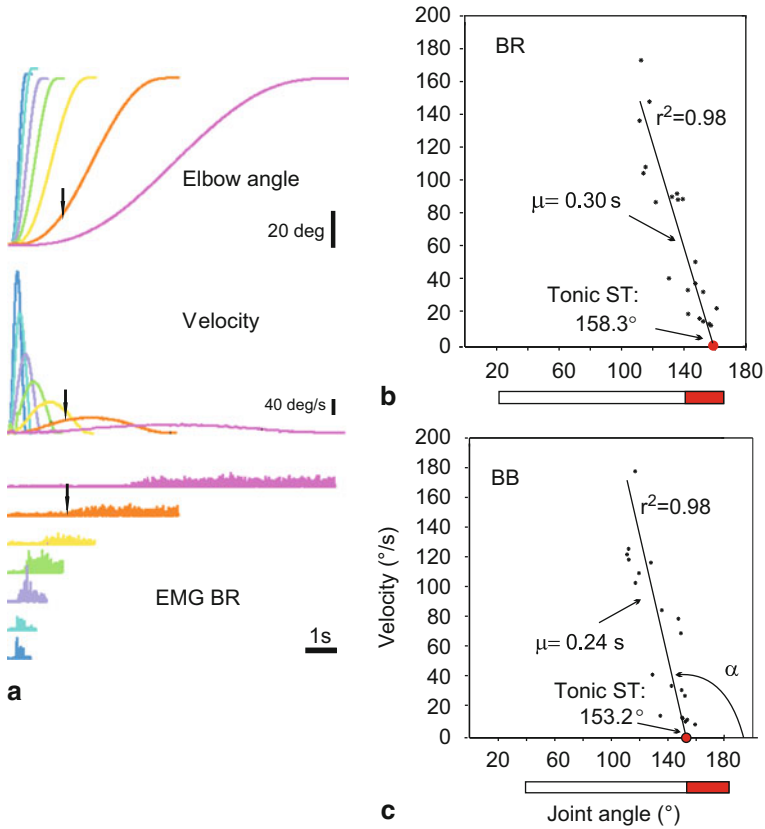 Elbow angle
20 deg
Velocity
40 deg/s
EMG BR
1s
a
200
180
160
140
120
100
80
60
40
20
0
BR
r²=0.98
μ= 0.30 s
Tonic ST:
158.3°
20 60 100 140 180
b
200
180
160
140
120
100
80
60
40
20
0
Velocity (°/s)
BB
r²=0.98
μ= 0.24 s
α
Tonic ST:
153.2°
20 60 100 140 180
c
Joint angle (°)